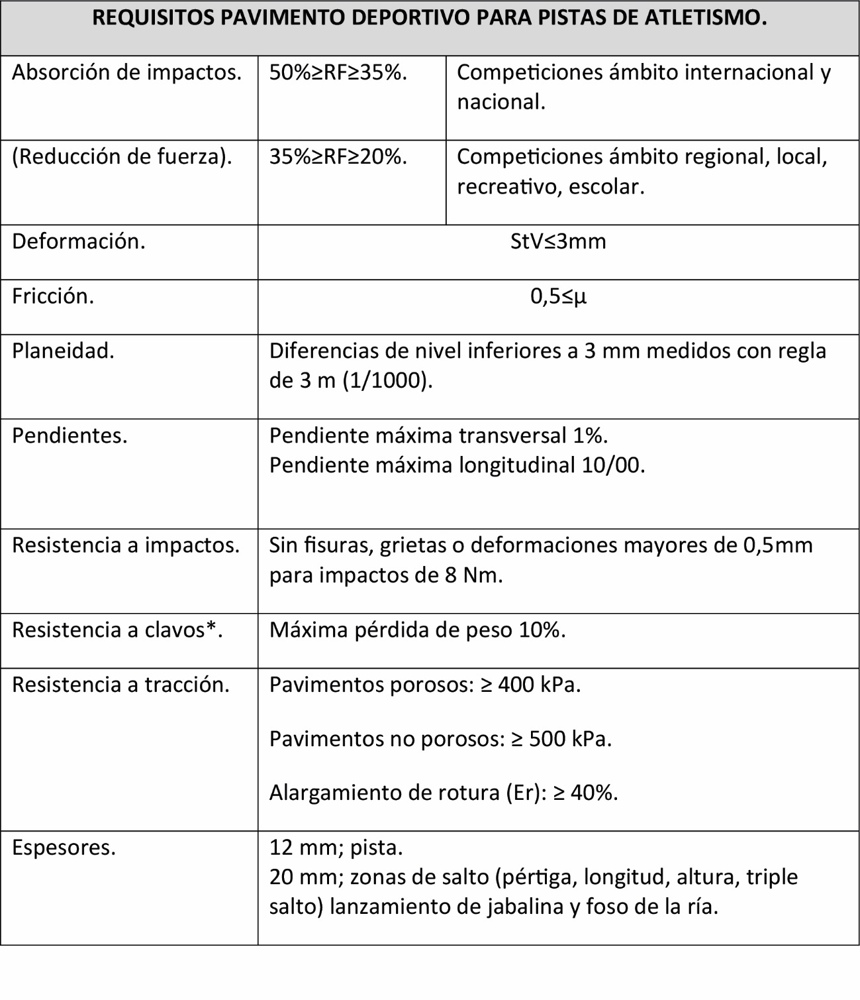 REQUISITOS PAVIMENTO DEPORTIVO PARA PISTAS DE ATLETISMO.
Absorción de impactos.
50%≥RF≥35%.
Competiciones ámbito internacional y
nacional.
(Reducción de fuerza).
35%≥RF≥20%.
Competiciones ámbito regional, local,
recreativo, escolar.
Deformación.
StV≤3mm
Fricción.
0,5≤µ
Planeidad.
Diferencias de nivel inferiores a 3 mm medidos con regla
de 3 m (1/1000).
Pendientes.
Pendiente máxima transversal 1%.
Pendiente máxima longitudinal 10/00.
Resistencia a impactos.
Sin fisuras, grietas o deformaciones mayores de 0,5mm
para impactos de 8 Nm.
Resistencia a clavos*.
Máxima pérdida de peso 10%.
Resistencia a tracción.
Pavimentos porosos: ≥ 400 kPa.
Pavimentos no porosos: ≥ 500 kPa.
Alargamiento de rotura (Er): ≥ 40%.
Espesores.
12 mm; pista.
20 mm; zonas de salto (pértiga, longitud, altura, triple
salto) lanzamiento de jabalina y foso de la ría.